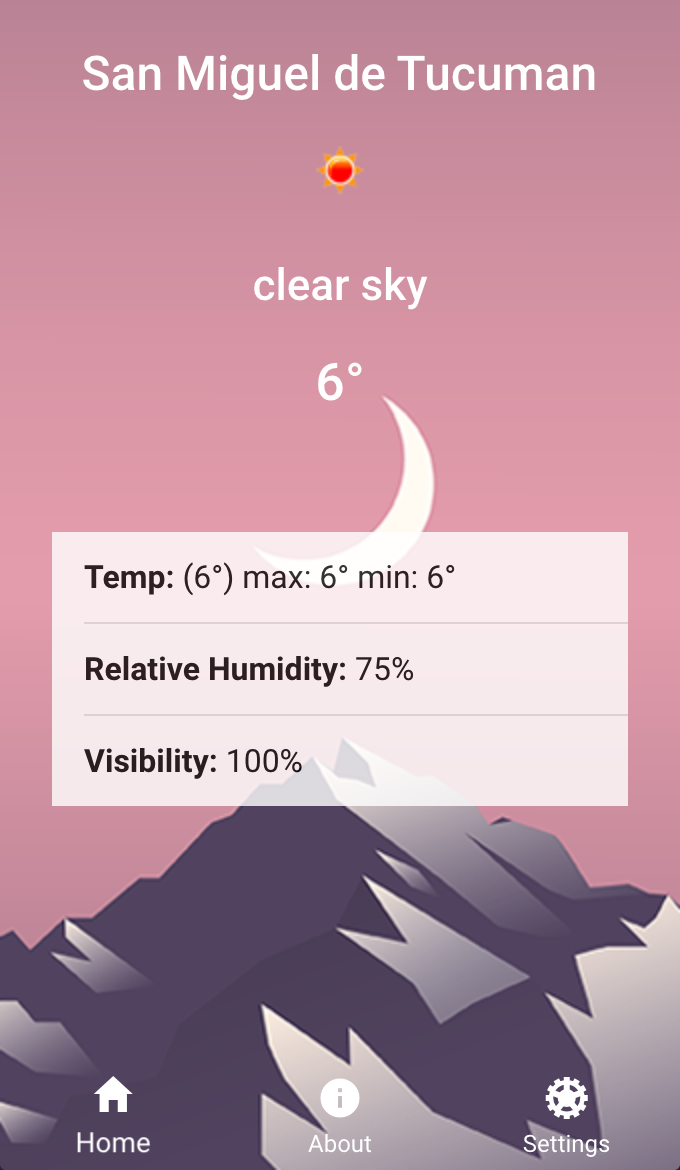 San Miguel de Tucuman
clear sky
6°
Temp: (6°) max: 6° min: 6°
Relative Humidity: 75%
Visibility: 100%
Home About Settings